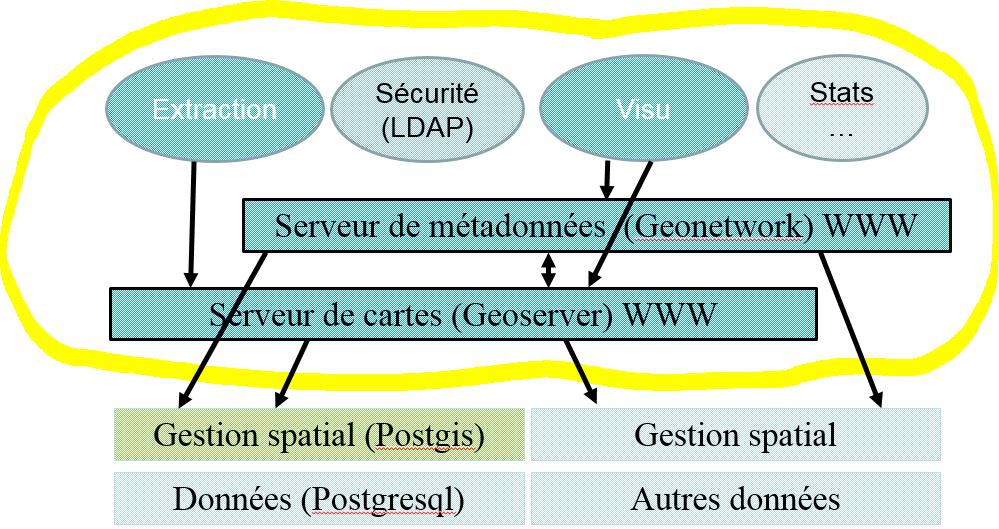 Extraction
Sécurité
(LDAP)
Visu
Stats
...
Serveur de métadonnées (Geonetwork) WWW
Serveur de cartes (Geoserver) WWW
Gestion spatial (Postgis)
Gestion spatial
Données (Postgresql)
Autres données